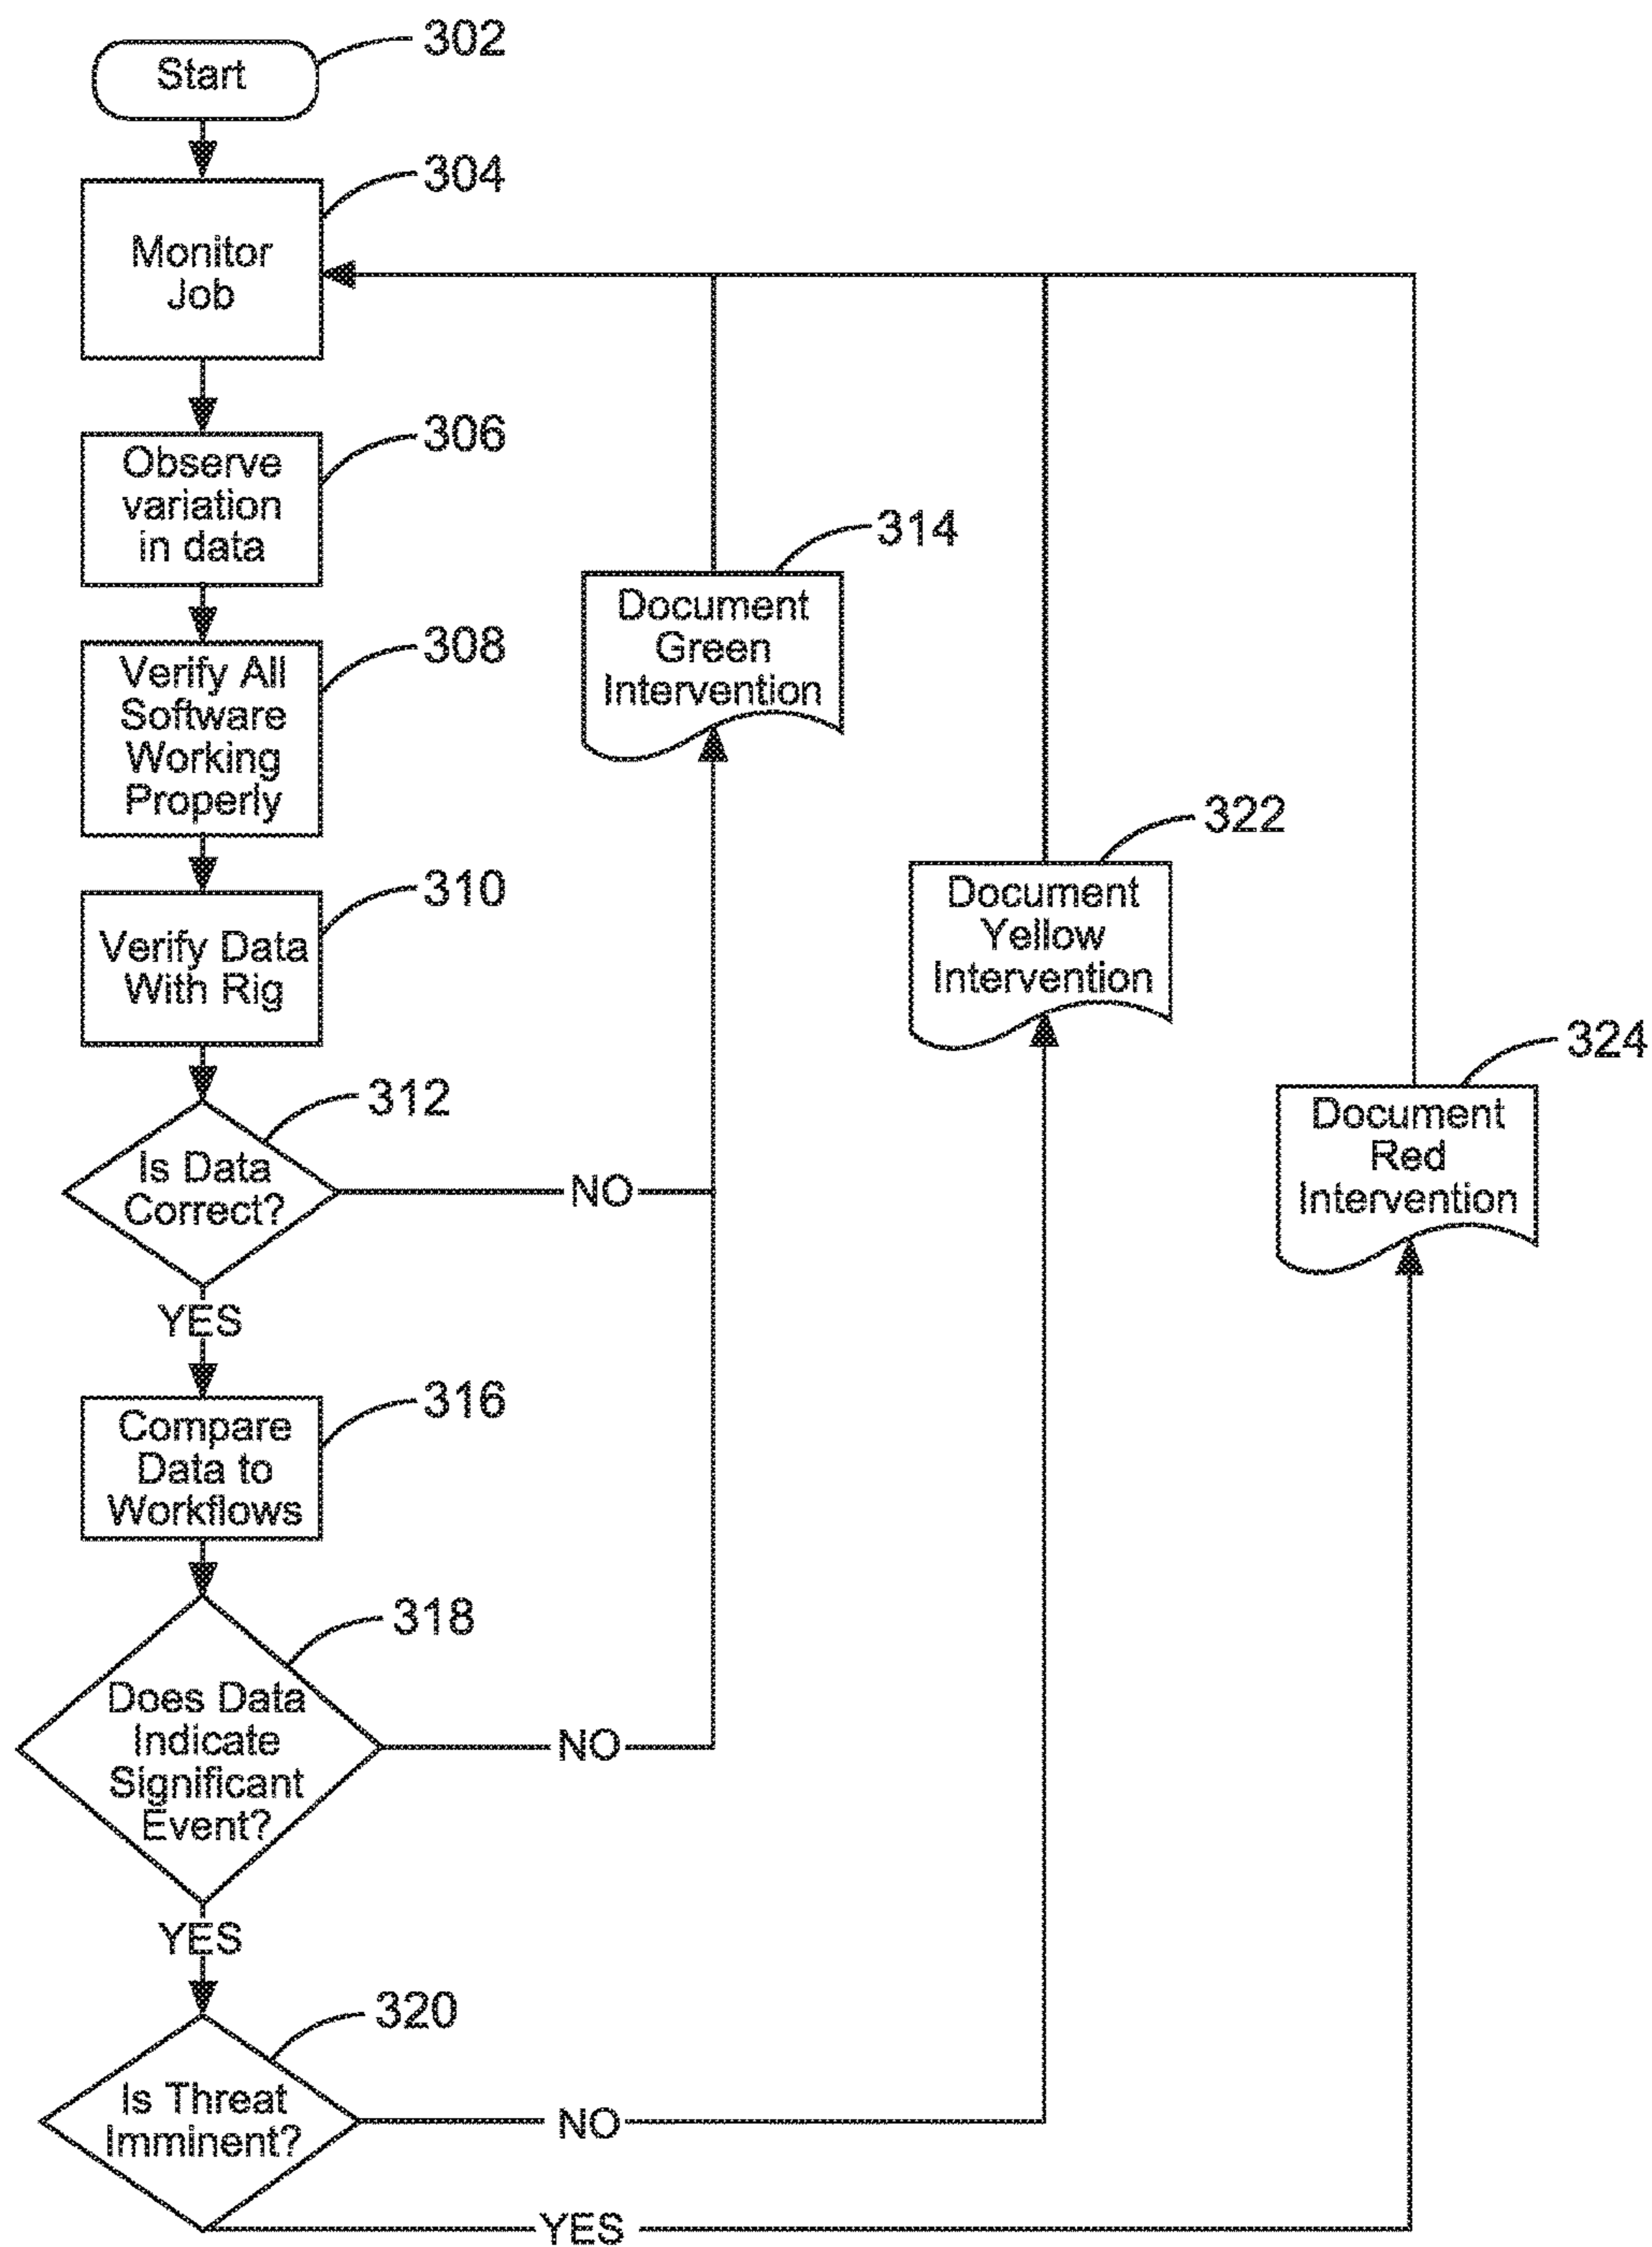 302
Start
304
Monitor
Job
306
Observe
variation
in data
314
Document
Green
Intervention
308
Verify All
Software
Working
Properly
322
Document
Yellow
Intervention
310
Verify Data
With Rig
324
Document
Red
Intervention
312
Is Data
Correct?
NO
YES
316
Compare
Data to
Workflows
318
Does Data
Indicate
Significant
Event?
NO
YES
320
Is Threat
Imminent?
NO
YES